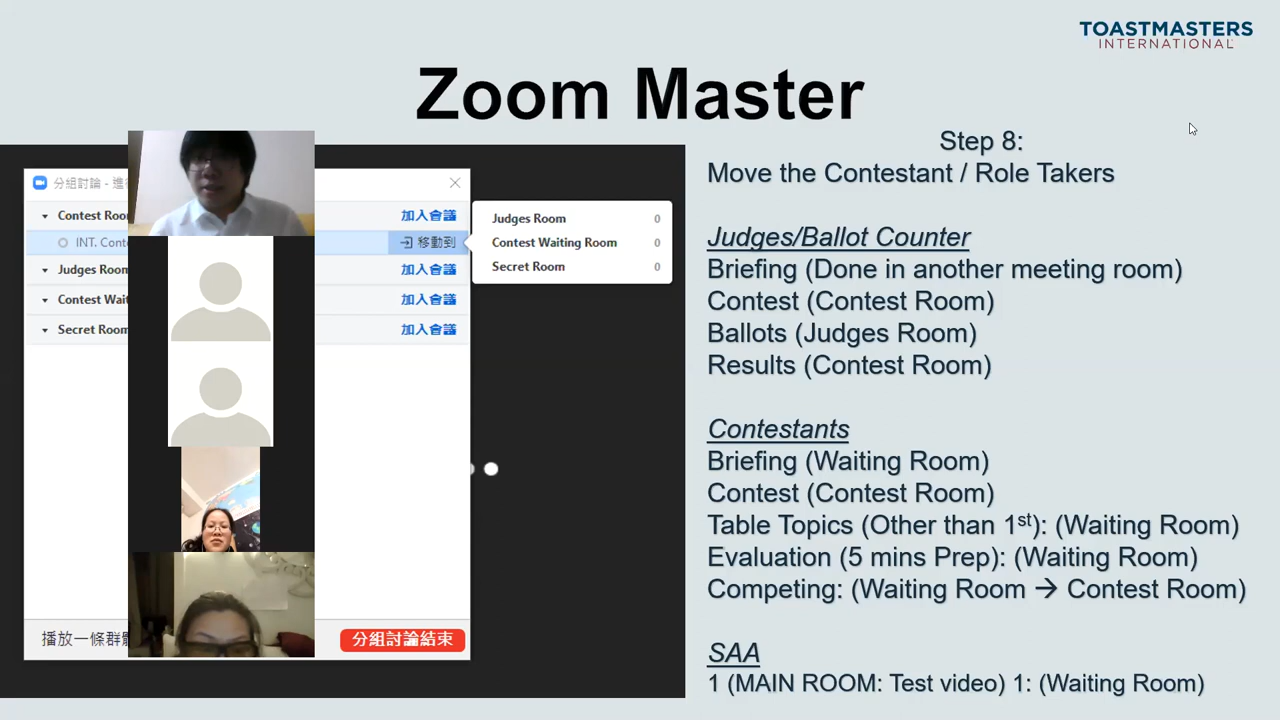 TOASTMASTERS
INTERNATIONAL
Zoom Master
Step 8:
Move the Contestant / Role Takers
Judges/Ballot Counter
Briefing (Done in another meeting room)
Contest (Contest Room)
Ballots (Judges Room)
Results (Contest Room)
Contestants
Briefing (Waiting Room)
Contest (Contest Room)
Table Topics (Other than 1st): (Waiting Room)
Evaluation (5 mins Prep): (Waiting Room)
Competing: (Waiting Room → Contest Room)
SAA
1 (MAIN ROOM: Test video) 1: (Waiting Room)
分組討論 -
Contest 加入會議
INT. 移動到
Judges 加入會議
Contest 加入會議
Secret Room 加入會議
Judges Room 0
Contest Waiting Room 0
Secret Room 0
播放一條 分組討論結束